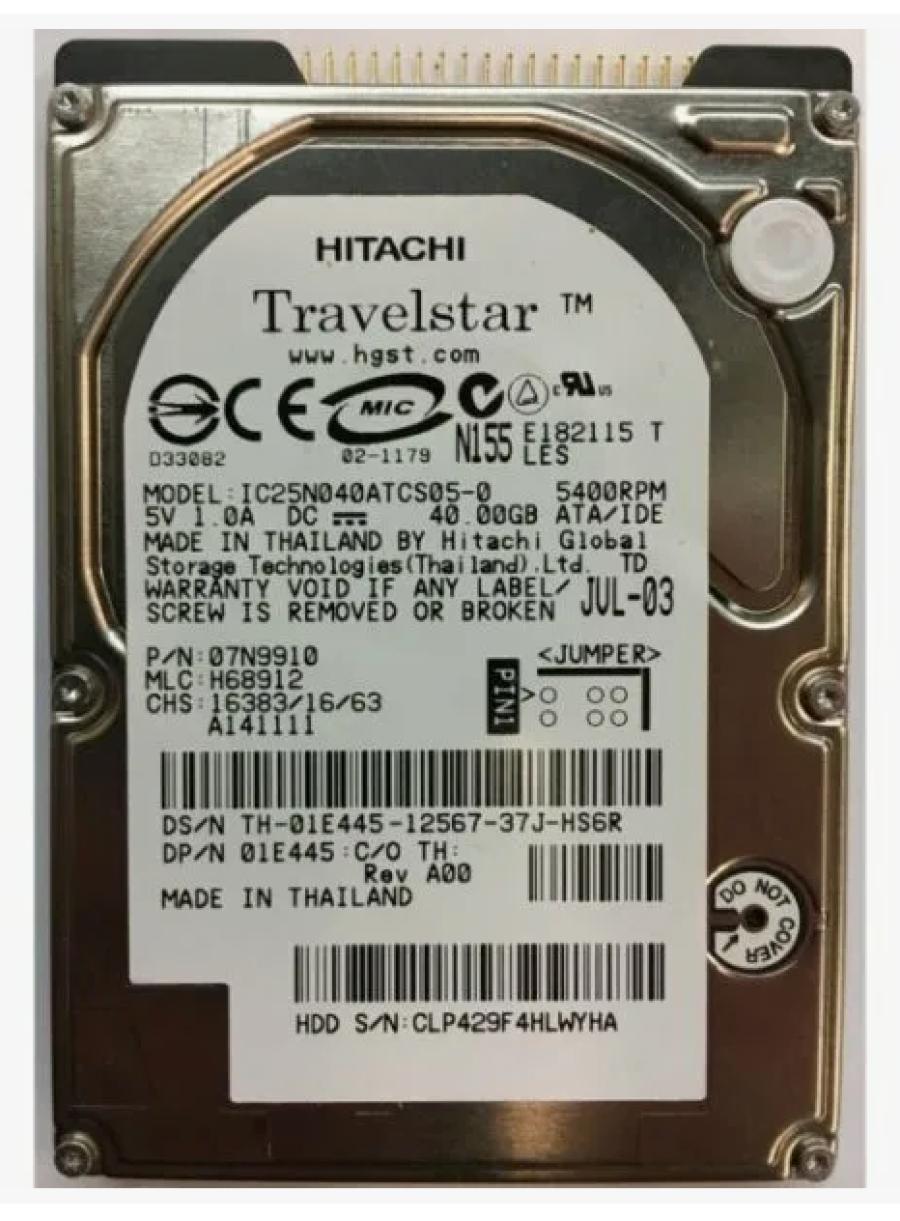 HITACHI
Travelstar ™
www.hgst.com
CE MIC c UL us
D33082 02-1179 N155 E182115 T
LES
MODEL:IC25N040ATCS05-0 5400RPM
5V 1.0A DC 40.00GB ATA/IDE
MADE IN THAILAND BY Hitachi Global
Storage Technologies(Thailand).Ltd. TD
WARRANTY VOID IF ANY LABEL/
SCREW IS REMOVED OR BROKEN JUL-03
P/N:07N9910 <JUMPER>
MLC:H68912
CHS:16383/16/63 PIN1 >
A141111
DS/N TH-01E445-12567-37J-HS6R
DP/N 01E445:C/O TH:
Rev A00
MADE IN THAILAND
DO NOT COVER
HDD S/N:CLP429F4HLWYHA